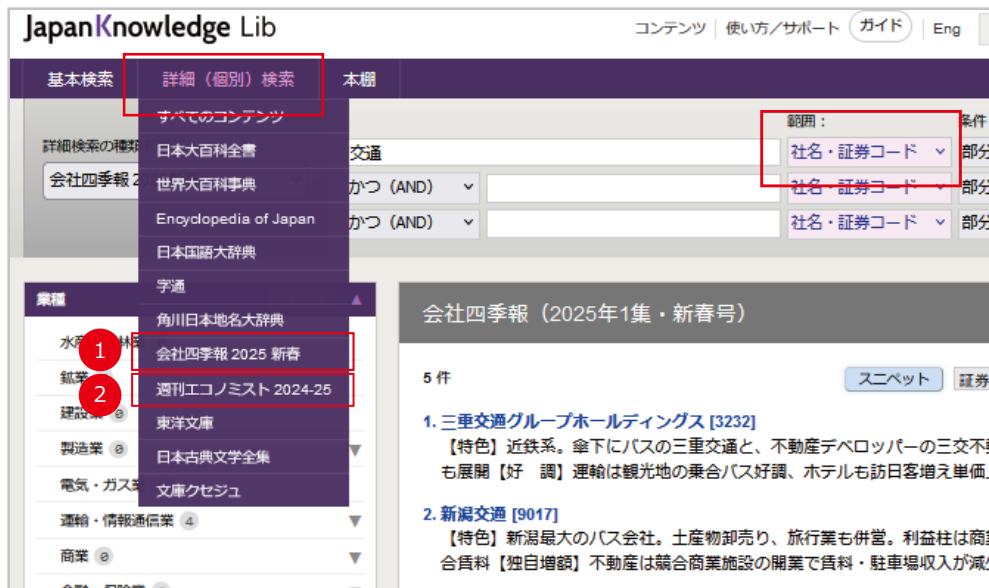 JapanKnowledge Lib
コンテンツ 使い方／サポート ガイド Eng
基本検索 詳細（個別）検索 本棚
すべてのコンテンツ
日本大百科全書
世界大百科事典
Encyclopedia of Japan
日本国語大辞典
字通
角川日本地名大辞典
1 会社四季報 2025 新春
2 週刊エコノミスト 2024-25
東洋文庫
日本古典文学全集
文庫クセジュ
範囲： 条件
詳細検索の種類
交通 社名・証券コード 部分
会社四季報 2
かつ（AND） 社名・証券コード 部分
かつ（AND） 社名・証券コード 部分
業種
鉱業
建設業 0
製造業 0
電気・ガス業
運輸・情報通信業 4
商業 0
会社四季報（2025年1集・新春号）
5 件 スニペット 証券
1. 三重交通グループホールディングス [3232]
【特色】近鉄系。傘下にバスの三重交通と、不動産デベロッパーの三交不動
も展開【好　調】運輸は観光地の乗合バス好調、ホテルも訪日客増え単価上
2. 新潟交通 [9017]
【特色】新潟最大のバス会社。土産物卸売り、旅行業も併営。利益柱は商業
合賃料【独自増額】不動産は競合商業施設の開業で賃料・駐車場収入が減少